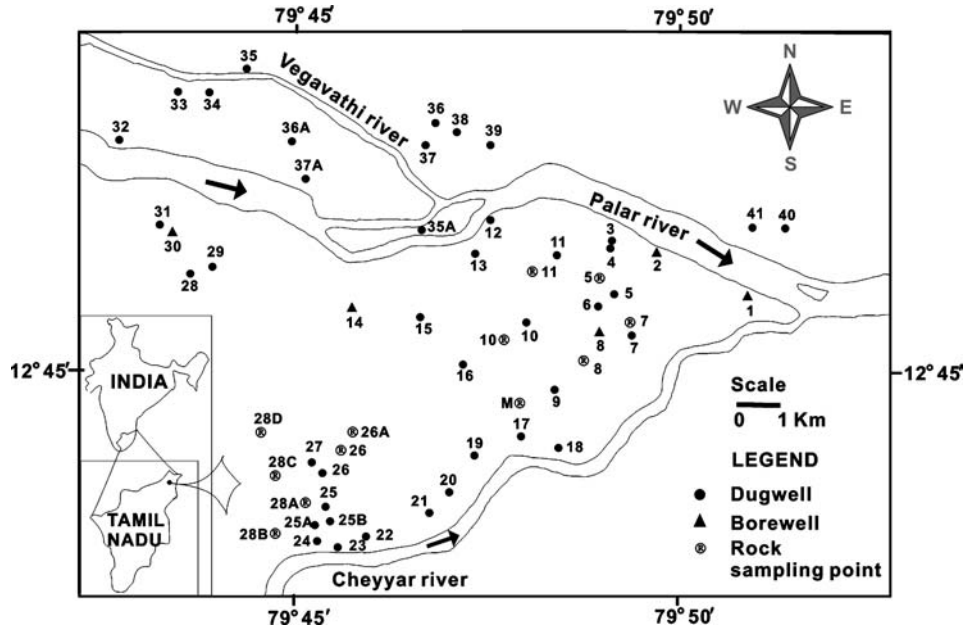 79° 45′
79° 50′
35
Vegavathi river
N
33
34
36
38
W
E
32
36A
37
39
S
37A
Palar river
31
35A
12
41
40
30
3
11
4
2
29
13
11
5
28
5
1
6
14
15
10
7
10
8
7
12° 45′
16
8
12° 45′
INDIA
Scale
0 1 Km
M
9
28D
26A
17
27
26
19
18
LEGEND
28C
26
20
Dugwell
25
28A
21
TAMIL
NADU
25A
25B
22
Borewell
28B
24
23
Rock
sampling point
Cheyyar river
79° 45′
79° 50′